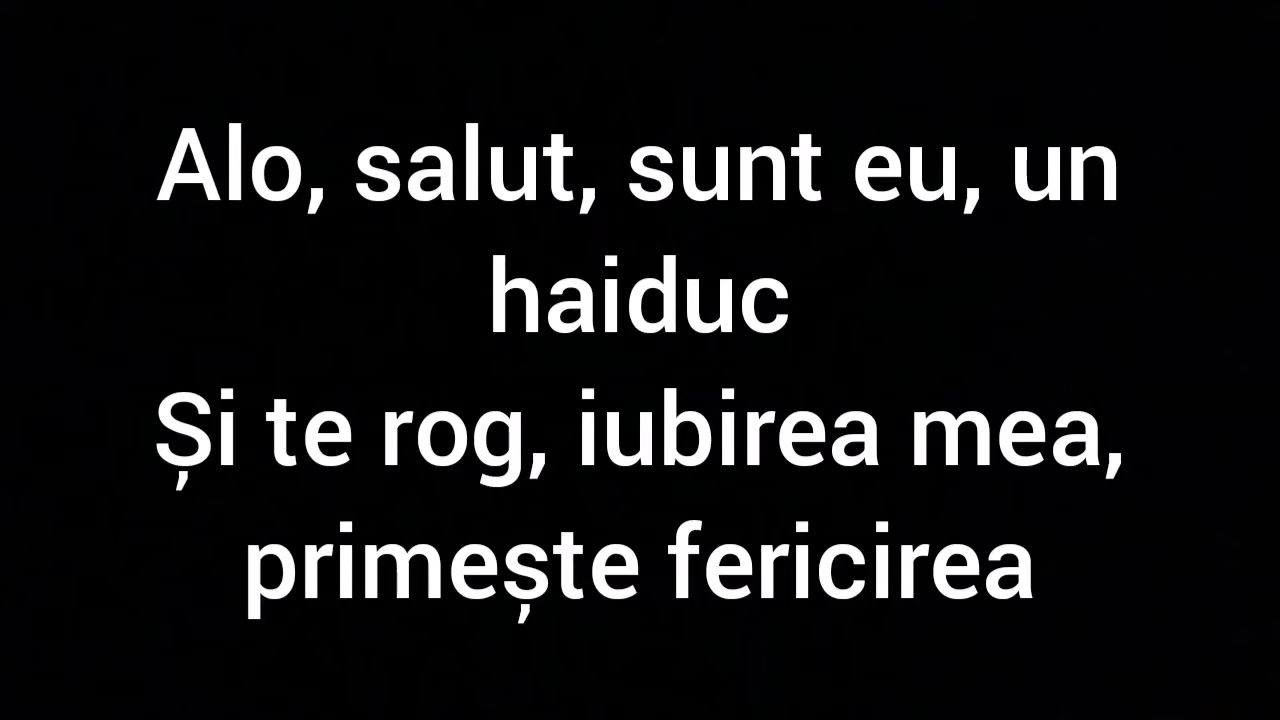 Alo, salut, sunt eu, un
haiduc
Și te rog, iubirea mea,
primește fericirea